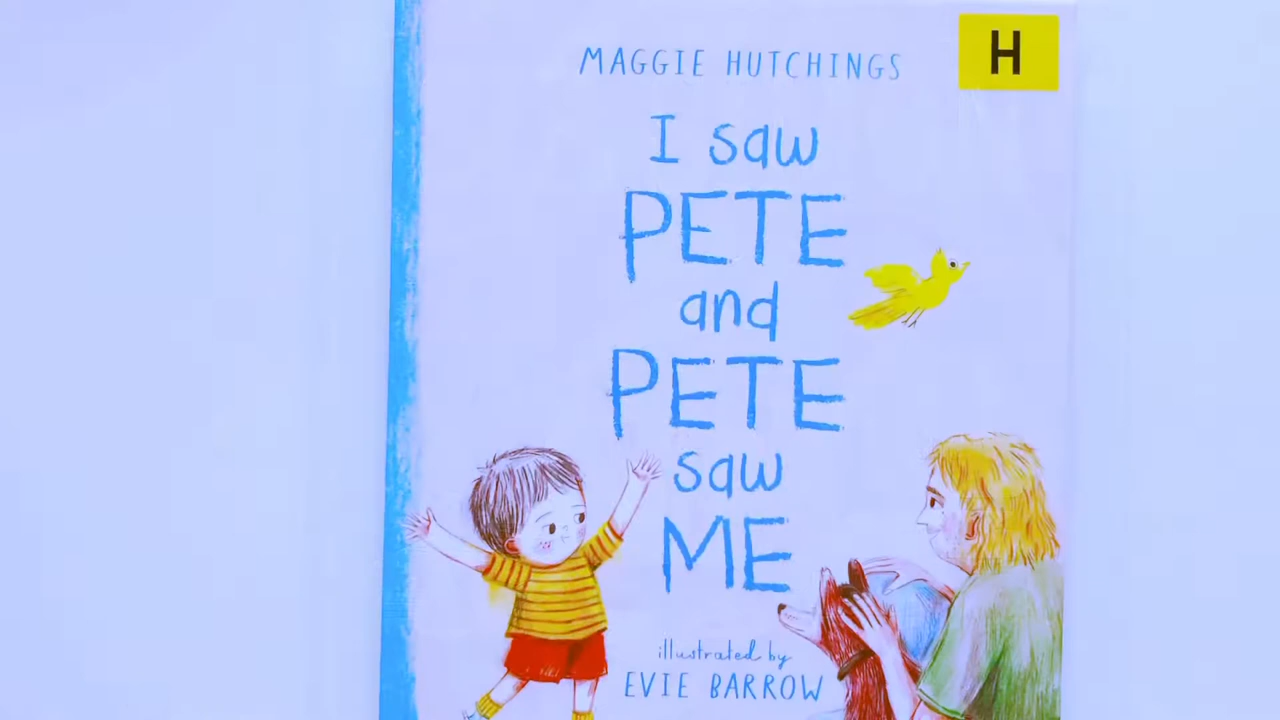 MAGGIE HUTCHINGS
H
I saw
PETE
and
PETE
saw
ME
illustrated by
EVIE BARROW